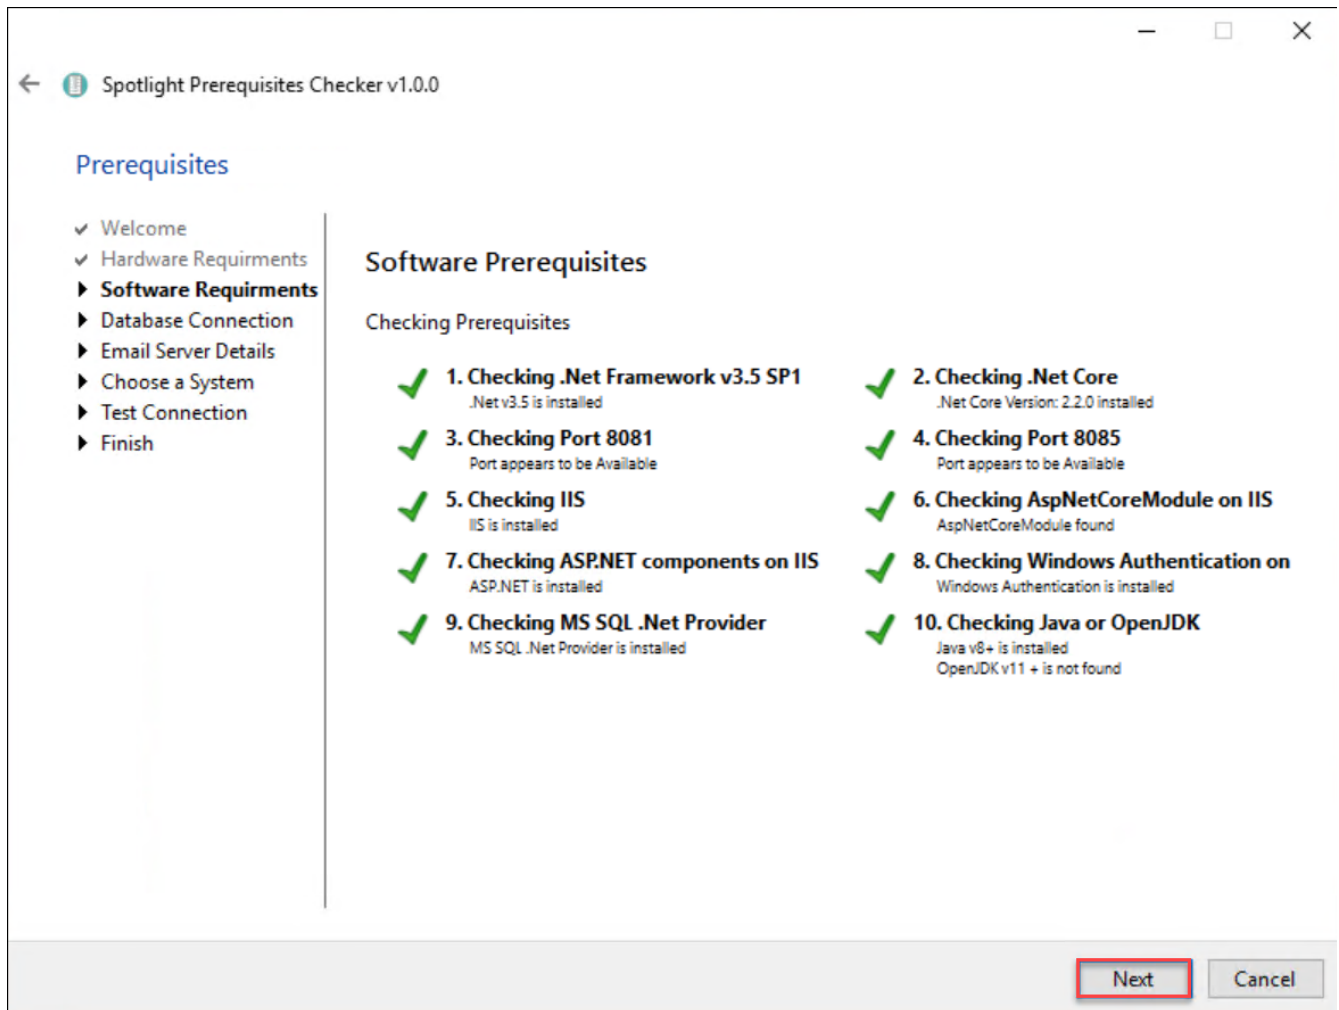 Spotlight Prerequisites Checker v1.0.0
Prerequisites
Welcome
Hardware Requirments
Software Requirments
Database Connection
Email Server Details
Choose a System
Test Connection
Finish
Software Prerequisites
Checking Prerequisites
1. Checking .Net Framework v3.5 SP1
.Net v3.5 is installed
2. Checking .Net Core
.Net Core Version: 2.2.0 installed
3. Checking Port 8081
Port appears to be Available
4. Checking Port 8085
Port appears to be Available
5. Checking IIS
IIS is installed
6. Checking AspNetCoreModule on IIS
AspNetCoreModule found
7. Checking ASP.NET components on IIS
ASP.NET is installed
8. Checking Windows Authentication on
Windows Authentication is installed
9. Checking MS SQL .Net Provider
MS SQL .Net Provider is installed
10. Checking Java or OpenJDK
Java v8+ is installed
OpenJDK v11 + is not found
Next
Cancel